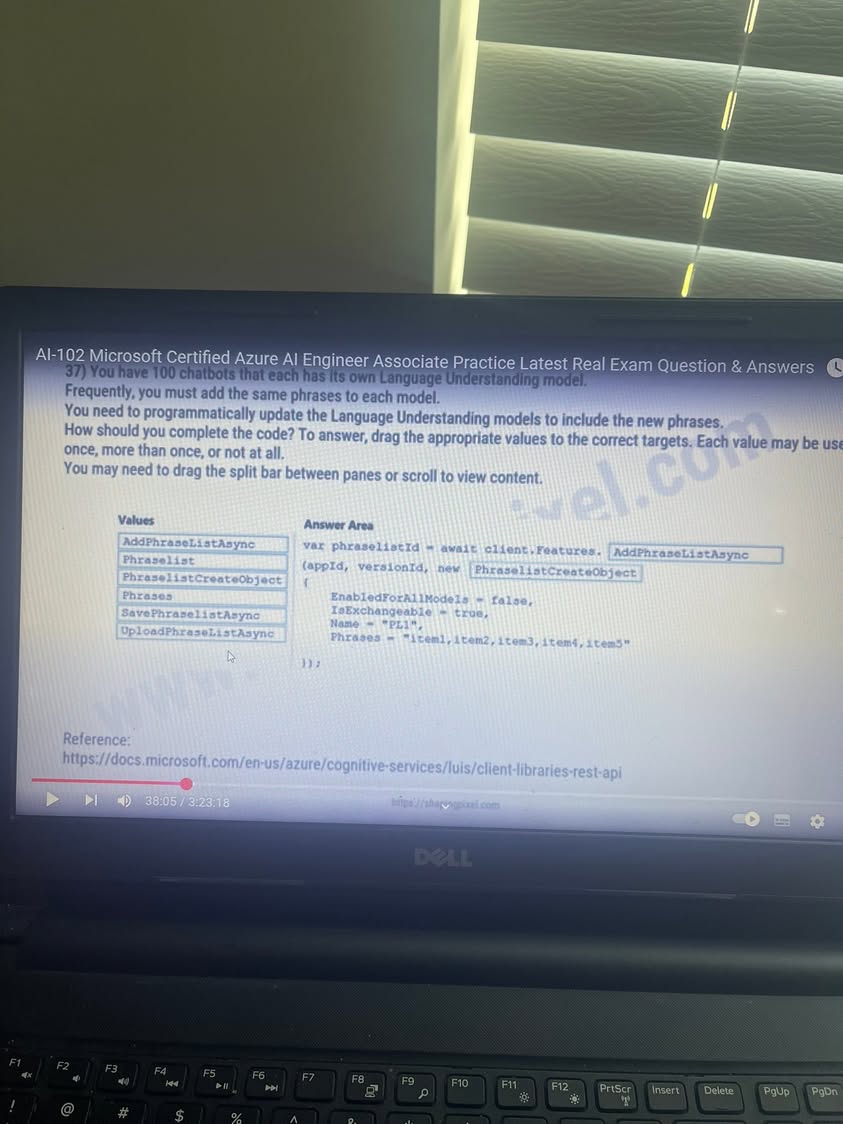 AI-102 Microsoft Certified Azure AI Engineer Associate Practice Latest Real Exam Question & Answers
37) You have 100 chatbots that each has its own Language Understanding model.
Frequently, you must add the same phrases to each model.
You need to programmatically update the Language Understanding models to include the new phrases.
How should you complete the code? To answer, drag the appropriate values to the correct targets. Each value may be use
once, more than once, or not at all.
You may need to drag the split bar between panes or scroll to view content.
Values
AddPhraseListAsync
Phraselist
PhraselistCreateObject
Phrases
SavePhraselistAsync
UploadPhraseListAsync
Answer Area
var phraselistId = await client.Features. AddPhraseListAsync
(appId, versionId, new PhraselistCreateObject
{
EnabledForAllModels = false,
IsExchangeable = true,
Name = "PL1",
Phrases = "item1,item2,item3,item4,item5"
});
www.
Reference:
https://docs.microsoft.com/en-us/azure/cognitive-services/luis/client-libraries-rest-api
38:05 / 3:23:18
DELL
F1 F2 F3 F4 F5 F6 F7 F8 F9 F10 F11 F12 PrtScr Insert Delete PgUp PgDn
! @ # $ % ^